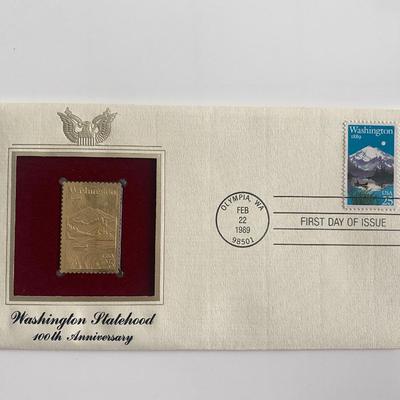 Washington
Washington Statehood
100th Anniversary
OLYMPIA, WA
FEB
22
1989
98501
FIRST DAY OF ISSUE
Washington
1889
USA
25